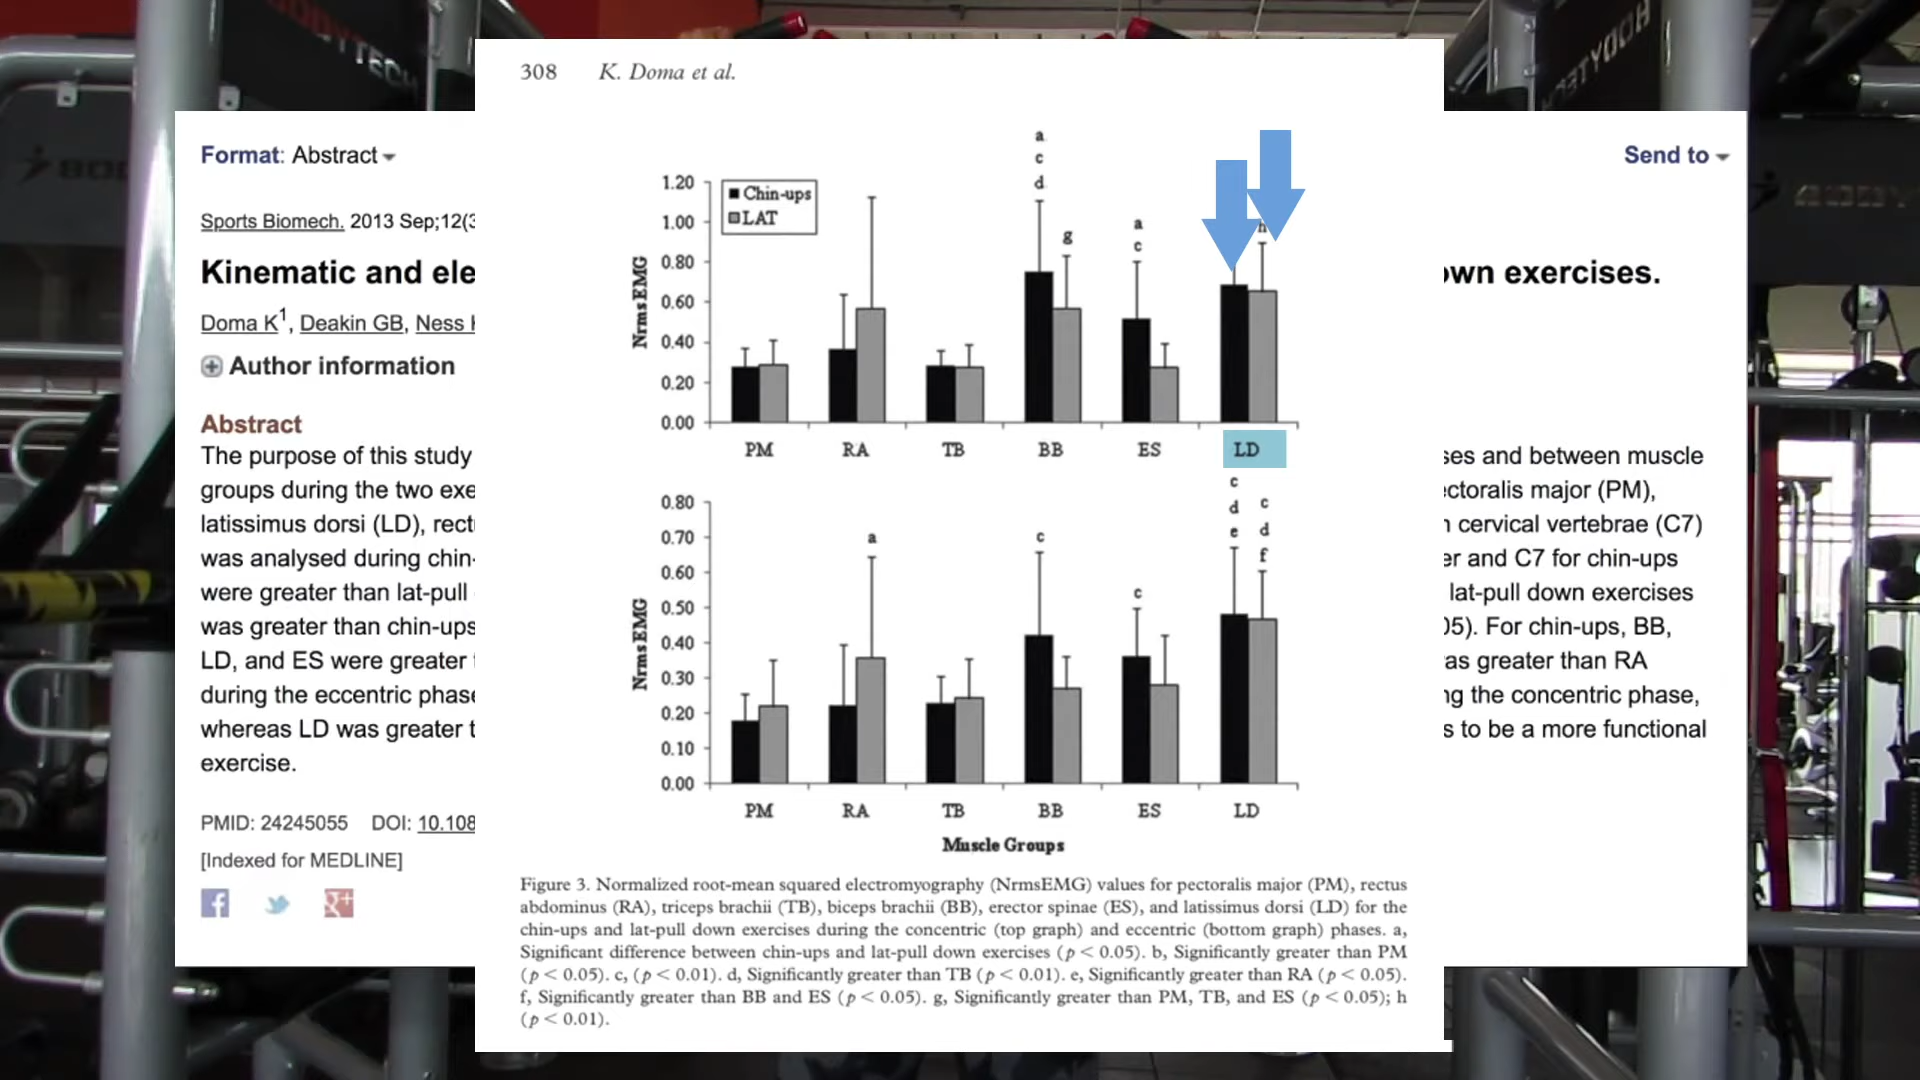 BODYTECH
308 K. Doma et al.
Format: Abstract
Send to
Sports Biomech. 2013 Sep;12(3
Kinematic and ele
own exercises.
Doma K1, Deakin GB, Ness
Author information
Abstract
The purpose of this study
groups during the two exe
latissimus dorsi (LD), rect
was analysed during chin-
were greater than lat-pull
was greater than chin-ups
LD, and ES were greater
during the eccentric phase
whereas LD was greater t
exercise.
PMID: 24245055 DOI: 10.108
[Indexed for MEDLINE]
ses and between muscle
ectoralis major (PM),
n cervical vertebrae (C7)
er and C7 for chin-ups
lat-pull down exercises
05). For chin-ups, BB,
as greater than RA
ng the concentric phase,
s to be a more functional
a
c
d
g
a
c
h
Chin-ups
LAT
NrmsEMG
1.20
1.00
0.80
0.60
0.40
0.20
0.00
PM RA TB BB ES LD
a
c
c
c
d
e
c
d
f
NrmsEMG
0.80
0.70
0.60
0.50
0.40
0.30
0.20
0.10
0.00
PM RA TB BB ES LD
Muscle Groups
Figure 3. Normalized root-mean squared electromyography (NrmsEMG) values for pectoralis major (PM), rectus
abdominus (RA), triceps brachii (TB), biceps brachii (BB), erector spinae (ES), and latissimus dorsi (LD) for the
chin-ups and lat-pull down exercises during the concentric (top graph) and eccentric (bottom graph) phases. a,
Significant difference between chin-ups and lat-pull down exercises (p < 0.05). b, Significantly greater than PM
(p < 0.05). c, (p < 0.01). d, Significantly greater than TB (p < 0.01). e, Significantly greater than RA (p < 0.05).
f, Significantly greater than BB and ES (p < 0.05). g, Significantly greater than PM, TB, and ES (p < 0.05); h
(p < 0.01).